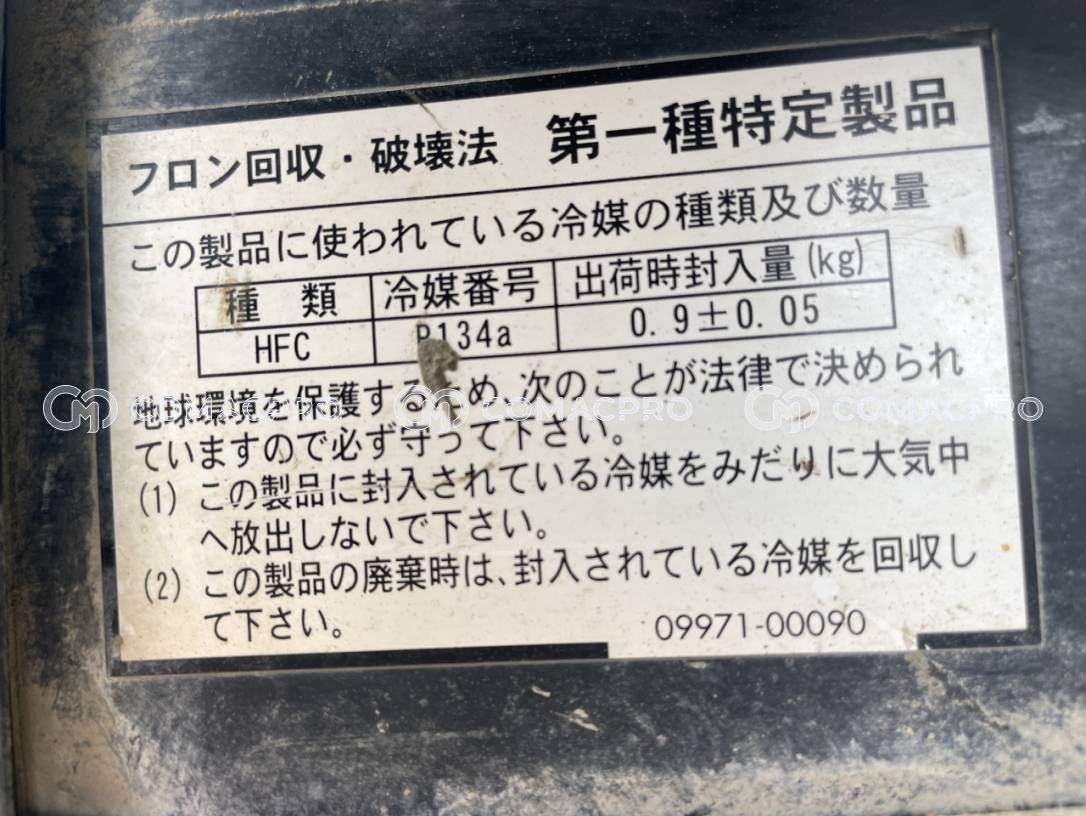 フロン回収・破壊法 第一種特定製品
この製品に使われている冷媒の種類及び数量
種 類 冷媒番号 出荷時封入量(kg)
HFC R134a 0.9±0.05
地球環境を保護するため、次のことが法律で決められ
ていますので必ず守って下さい。
(1) この製品に封入されている冷媒をみだりに大気中
へ放出しないで下さい。
(2) この製品の廃棄時は、封入されている冷媒を回収し
て下さい。
09971-00090
COMACPRO COMACPRO COMACPRO